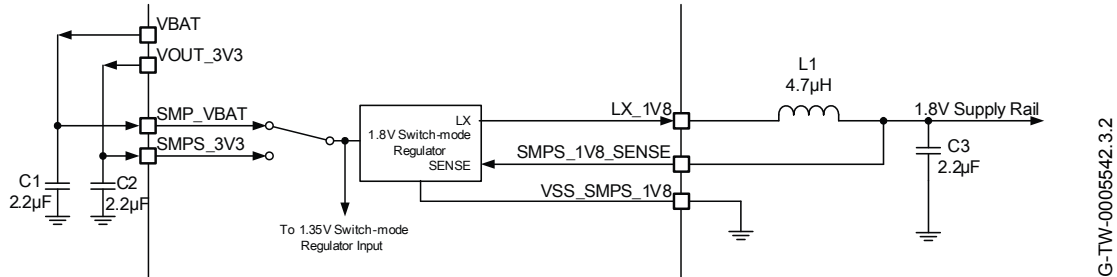 VBAT
VOUT_3V3
SMP_VBAT
SMPS_3V3
C1
2.2µF
C2
2.2µF
LX
1.8V Switch-mode
Regulator
SENSE
To 1.35V Switch-mode
Regulator Input
LX_1V8
SMPS_1V8_SENSE
VSS_SMPS_1V8
L1
4.7µH
1.8V Supply Rail
C3
2.2µF
G-TW-0005542.3.2